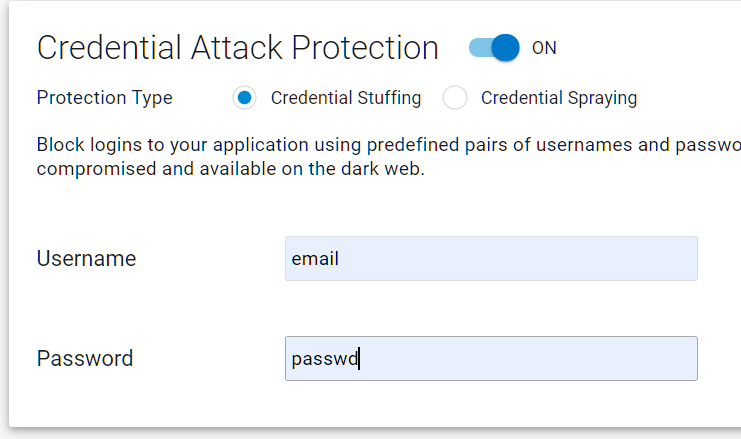 Credential Attack Protection ON
Protection Type Credential Stuffing Credential Spraying
Block logins to your application using predefined pairs of usernames and
compromised and available on the dark web.
Username email
Password passwd